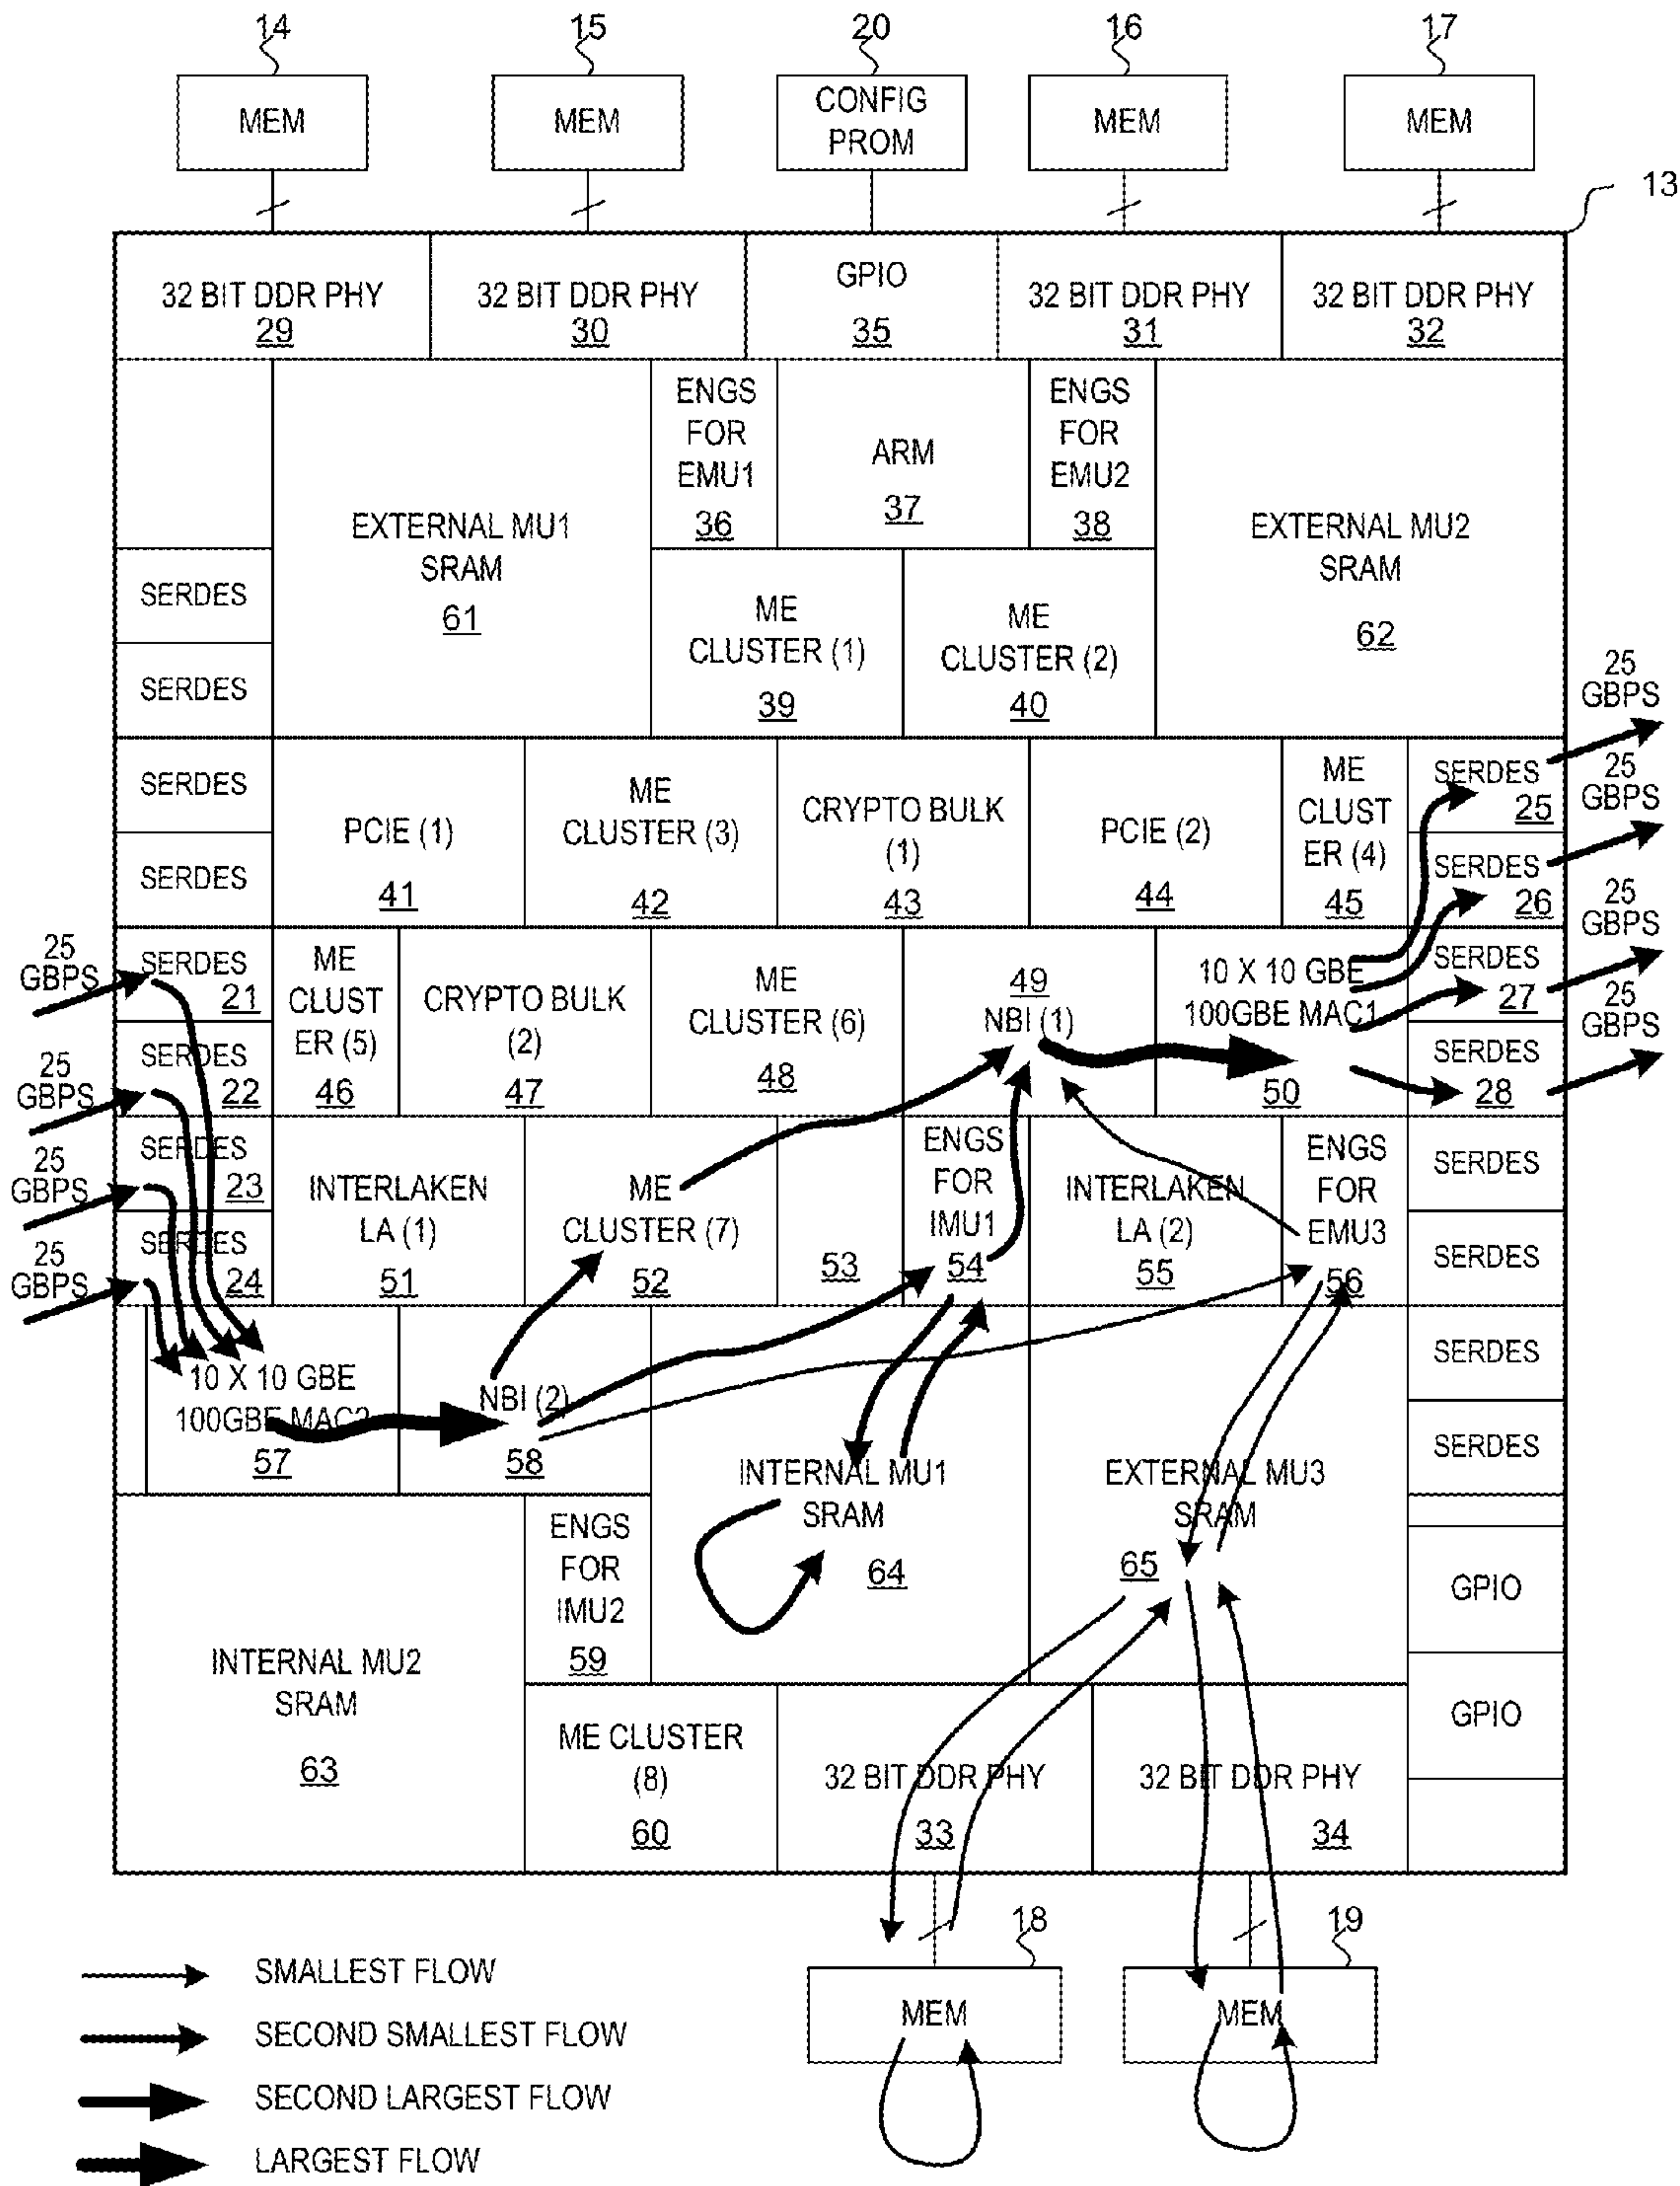 14
15
20
16
17
MEM
MEM
CONFIG
PROM
MEM
MEM
13
32 BIT DDR PHY
29
32 BIT DDR PHY
30
GPIO
35
32 BIT DDR PHY
31
32 BIT DDR PHY
32
EXTERNAL MU1
SRAM
61
ENGS
FOR
EMU1
36
ARM
37
ENGS
FOR
EMU2
38
EXTERNAL MU2
SRAM
62
SERDES
SERDES
ME
CLUSTER (1)
39
ME
CLUSTER (2)
40
25
GBPS
SERDES
SERDES
PCIE (1)
41
ME
CLUSTER (3)
42
CRYPTO BULK
(1)
43
PCIE (2)
44
ME
CLUST
ER (4)
45
SERDES
25
SERDES
26
25
GBPS
25
GBPS
25
GBPS
25
GBPS
SERDES
21
SERDES
22
ME
CLUST
ER (5)
46
CRYPTO BULK
(2)
47
ME
CLUSTER (6)
48
49
NBI (1)
10 X 10 GBE
100GBE MAC1
50
SERDES
27
SERDES
28
25
GBPS
25
GBPS
25
GBPS
SERDES
23
SERDES
24
INTERLAKEN
LA (1)
51
ME
CLUSTER (7)
52
53
ENGS
FOR
IMU1
54
INTERLAKEN
LA (2)
55
ENGS
FOR
EMU3
56
SERDES
SERDES
10 X 10 GBE
100GBE MAC2
57
NBI (2)
58
INTERNAL MU1
SRAM
64
EXTERNAL MU3
SRAM
65
SERDES
SERDES
INTERNAL MU2
SRAM
63
ENGS
FOR
IMU2
59
GPIO
GPIO
ME CLUSTER
(8)
60
32 BIT DDR PHY
33
32 BIT DDR PHY
34
18
19
MEM
MEM
SMALLEST FLOW
SECOND SMALLEST FLOW
SECOND LARGEST FLOW
LARGEST FLOW